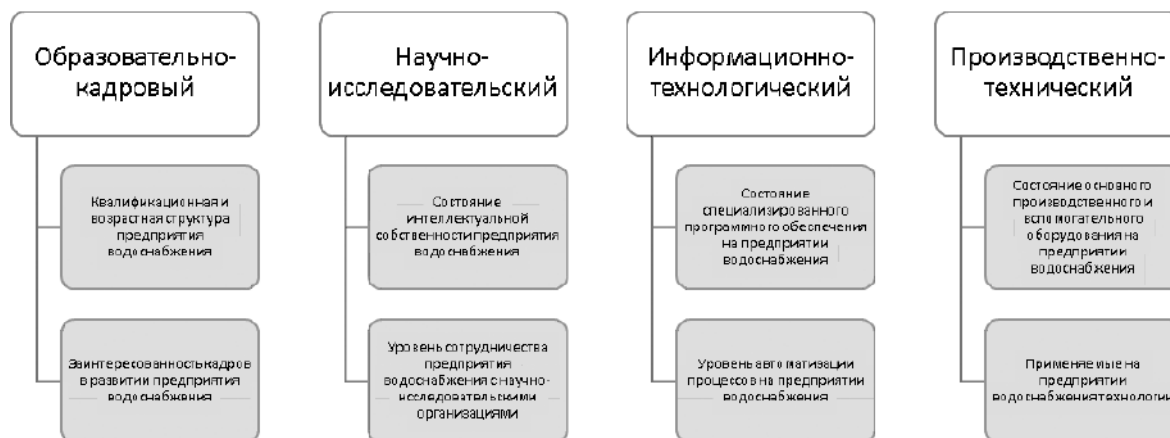 Образовательно-
кадровый
Квалификационная и
возрастная структура
предприятия
водоснабжения
Заинтересованность кадров
в развитии предприятия
водоснабжения
Научно-
исследовательский
Состояние
интеллектуальной
собственности предприятия
водоснабжения
Уровень сотрудничества
предприятия
водоснабжения с научно-
исследовательскими
организациями
Информационно-
технологический
Состояние
специализированного
программного обеспечения
на предприятии
водоснабжения
Уровень автоматизации
процессов на предприятии
водоснабжения
Производственно-
технический
Состояние основного
производственного и
вспомогательного
оборудования на
предприятии
водоснабжения
Применяемые на
предприятии
водоснабжения технологии